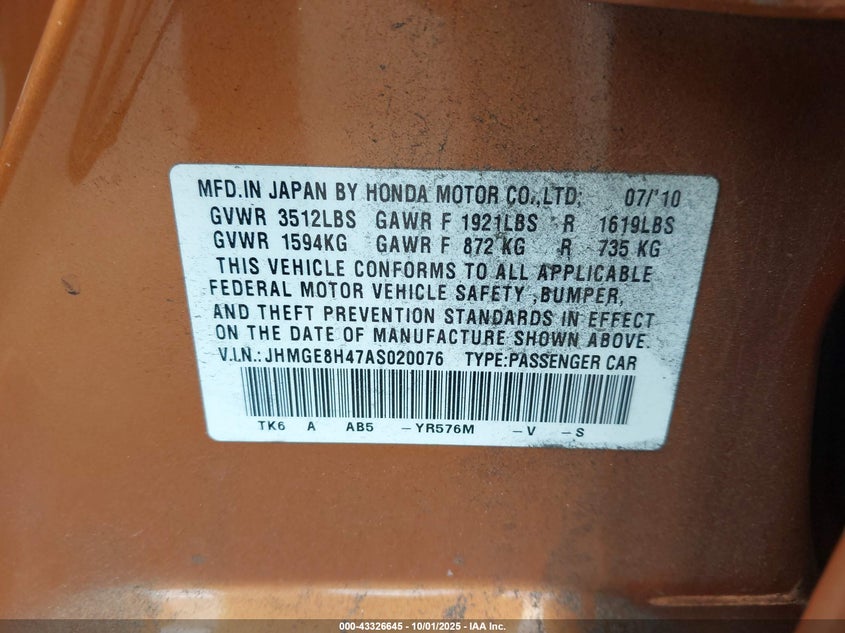 MFD.IN JAPAN BY HONDA MOTOR CO.,LTD; 07/'10
GVWR 3512LBS GAWR F 1921LBS R 1619LBS
GVWR 1594KG GAWR F 872 KG R 735 KG
THIS VEHICLE CONFORMS TO ALL APPLICABLE
FEDERAL MOTOR VEHICLE SAFETY ,BUMPER,
AND THEFT PREVENTION STANDARDS IN EFFECT
ON THE DATE OF MANUFACTURE SHOWN ABOVE.
V.I.N.:JHMGE8H47AS020076 TYPE:PASSENGER CAR
TK6 A AB5 -YR576M -V -S
000-43326645 - 10/01/2025 - IAA Inc.